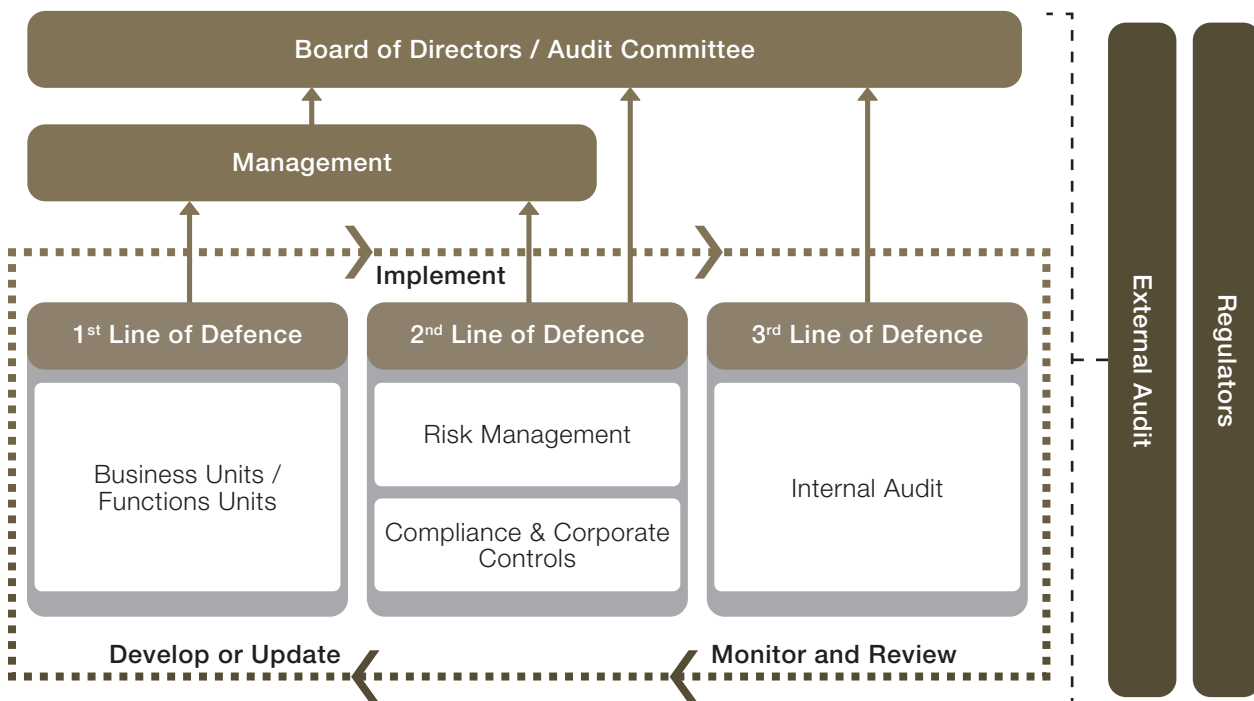 Board of Directors / Audit Committee
Management
Implement
1st Line of Defence
2nd Line of Defence
3rd Line of Defence
Business Units /
Functions Units
Risk Management
Compliance & Corporate
Controls
Internal Audit
Develop or Update
Monitor and Review
External Audit
Regulators